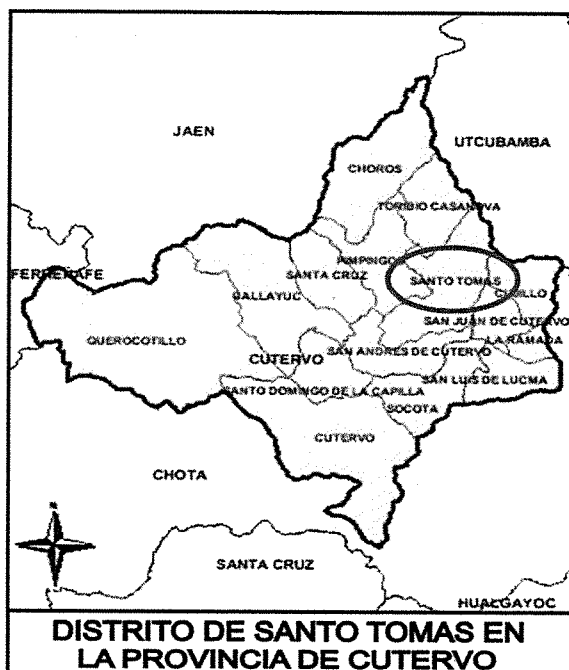 JAEN
UTCUBAMBA
CHOROS
TORIBIO CASANOVA
PIMPINGOS
FERREÑAFE
SANTA CRUZ
SANTO TOMAS
CUJILLO
CALLAYUC
SAN JUAN DE CUTERVO
QUEROCOTILLO
LA RAMADA
CUTERVO
SAN ANDRES DE CUTERVO
SANTO DOMINGO DE LA CAPILLA
SAN LUIS DE LUCMA
SOCOTA
CUTERVO
CHOTA
N
SANTA CRUZ
HUALGAYOC
DISTRITO DE SANTO TOMAS EN
LA PROVINCIA DE CUTERVO